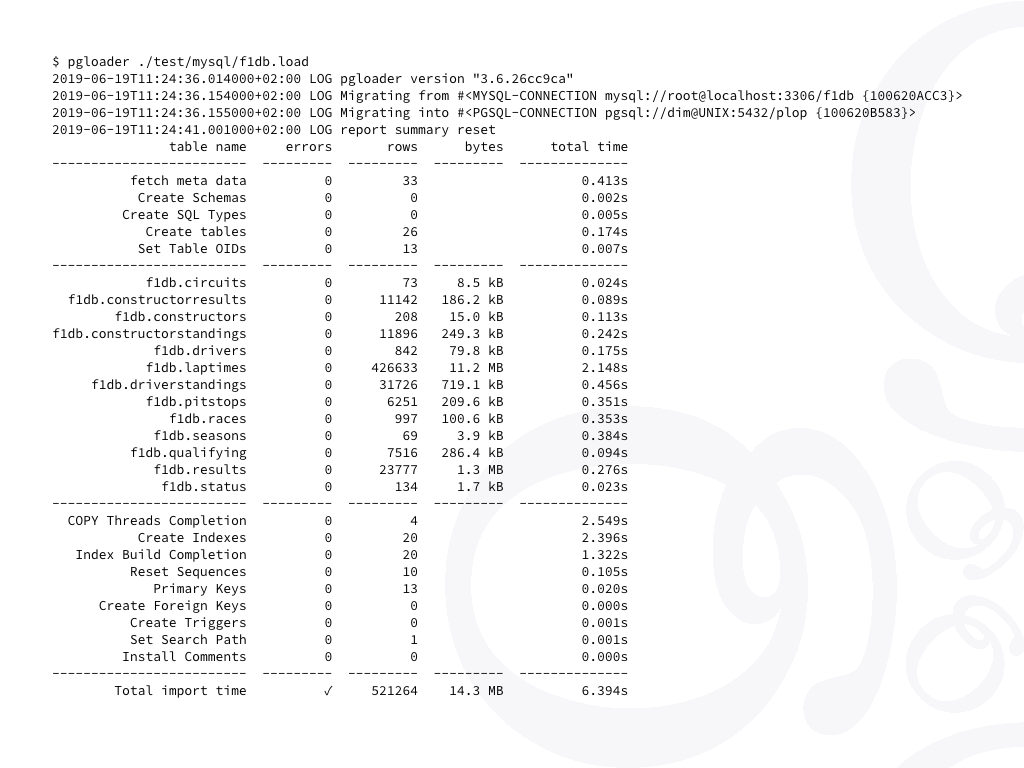 $ pgloader ./test/mysql/f1db.load
2019-06-19T11:24:36.014000+02:00 LOG pgloader version "3.6.26cc9ca"
2019-06-19T11:24:36.154000+02:00 LOG Migrating from #<MYSQL-CONNECTION mysql://root@localhost:3306/f1db {100620ACC3}>
2019-06-19T11:24:36.155000+02:00 LOG Migrating into #<PGSQL-CONNECTION pgsql://dim@UNIX:5432/plop {100620B583}>
2019-06-19T11:24:41.001000+02:00 LOG report summary reset
               table name     errors       rows      bytes      total time
-------------------------  ---------  ---------  ---------  --------------
          fetch meta data          0         33                     0.413s
           Create Schemas          0          0                     0.002s
         Create SQL Types          0          0                     0.005s
            Create tables          0         26                     0.174s
           Set Table OIDs          0         13                     0.007s
-------------------------  ---------  ---------  ---------  --------------
            f1db.circuits          0         73     8.5 kB          0.024s
  f1db.constructorresults          0      11142   186.2 kB          0.089s
        f1db.constructors          0        208    15.0 kB          0.113s
f1db.constructorstandings          0      11896   249.3 kB          0.242s
             f1db.drivers          0        842    79.8 kB          0.175s
            f1db.laptimes          0     426633    11.2 MB          2.148s
     f1db.driverstandings          0      31726   719.1 kB          0.456s
            f1db.pitstops          0       6251   209.6 kB          0.351s
               f1db.races          0        997   100.6 kB          0.353s
             f1db.seasons          0         69     3.9 kB          0.384s
          f1db.qualifying          0       7516   286.4 kB          0.094s
             f1db.results          0      23777     1.3 MB          0.276s
              f1db.status          0        134     1.7 kB          0.023s
-------------------------  ---------  ---------  ---------  --------------
  COPY Threads Completion          0          4                     2.549s
           Create Indexes          0         20                     2.396s
   Index Build Completion          0         20                     1.322s
          Reset Sequences          0         10                     0.105s
             Primary Keys          0         13                     0.020s
      Create Foreign Keys          0          0                     0.000s
          Create Triggers          0          0                     0.001s
          Set Search Path          0          1                     0.001s
         Install Comments          0          0                     0.000s
-------------------------  ---------  ---------  ---------  --------------
        Total import time          ✓     521264    14.3 MB          6.394s